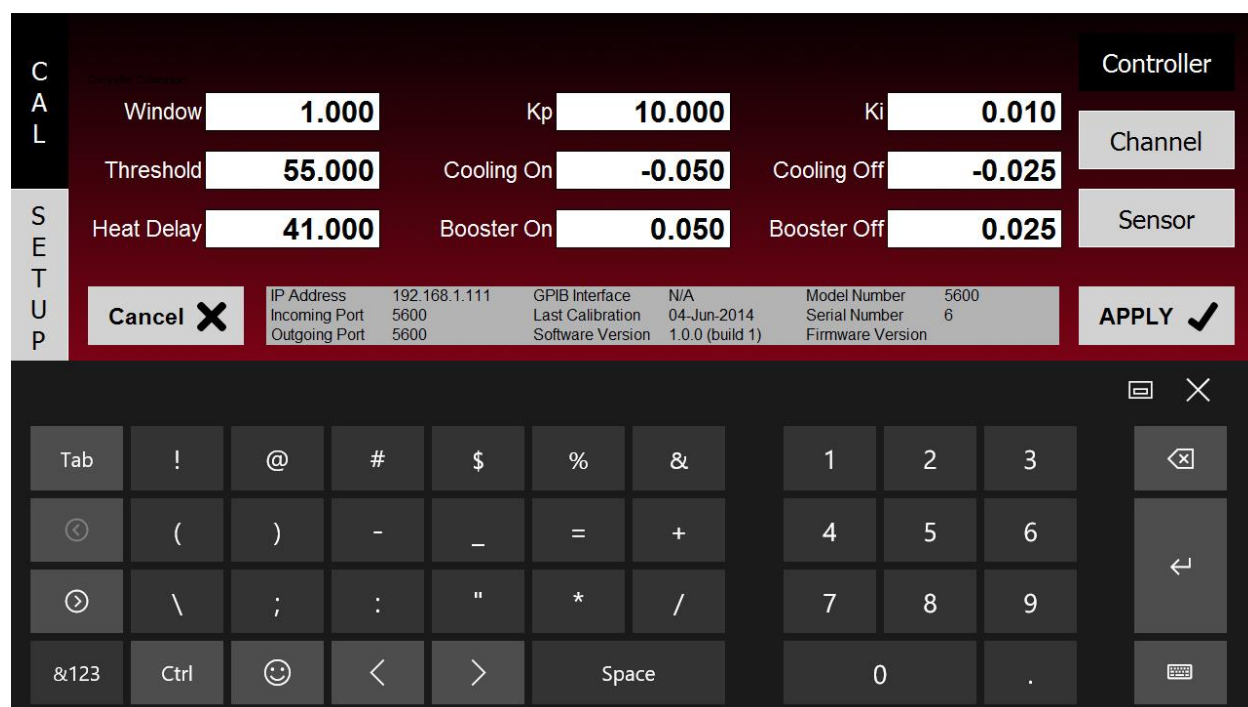 C
A
L
S
E
T
U
P
Controller
Window 1.000 Kp 10.000 Ki 0.010
Channel
Threshold 55.000 Cooling On -0.050 Cooling Off -0.025
Sensor
Heat Delay 41.000 Booster On 0.050 Booster Off 0.025
Cancel
IP Address 192.168.1.111 GPIB Interface N/A Model Number 5600
Incoming Port 5600 Last Calibration 04-Jun-2014 Serial Number 6
Outgoing Port 5600 Software Version 1.0.0 (build 1) Firmware Version
APPLY
Tab ! @ # $ % & 1 2 3
( ) - _ = + 4 5 6
\ ; : " * / 7 8 9
&123 Ctrl < > Space 0 .